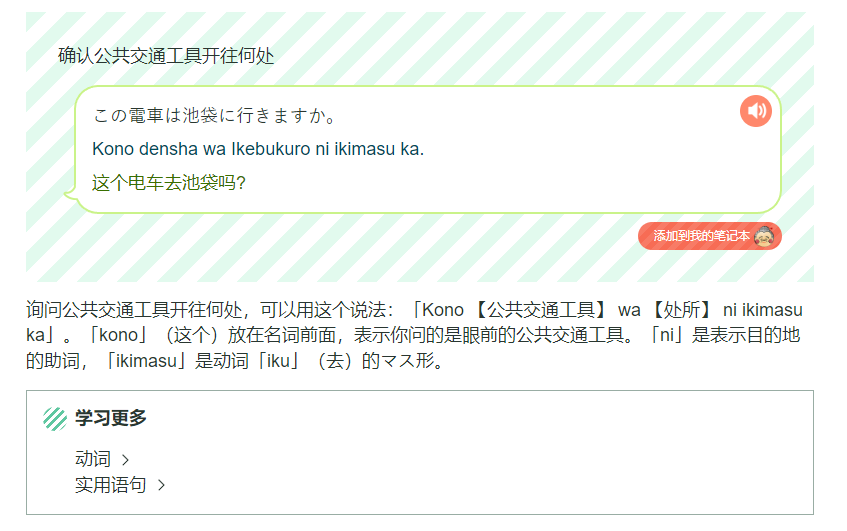 确认公共交通工具开往何处
この電車は池袋に行きますか。
Kono densha wa Ikebukuro ni ikimasu ka.
这个电车去池袋吗?
添加到我的笔记本
询问公共交通工具开往何处，可以用这个说法：「Kono 【公共交通工具】 wa 【处所】 ni ikimasu
ka」。「kono」（这个）放在名词前面，表示你问的是眼前的公共交通工具。「ni」是表示目的地
的助词，「ikimasu」是动词「iku」（去）的マス形。
学习更多
动词
实用语句